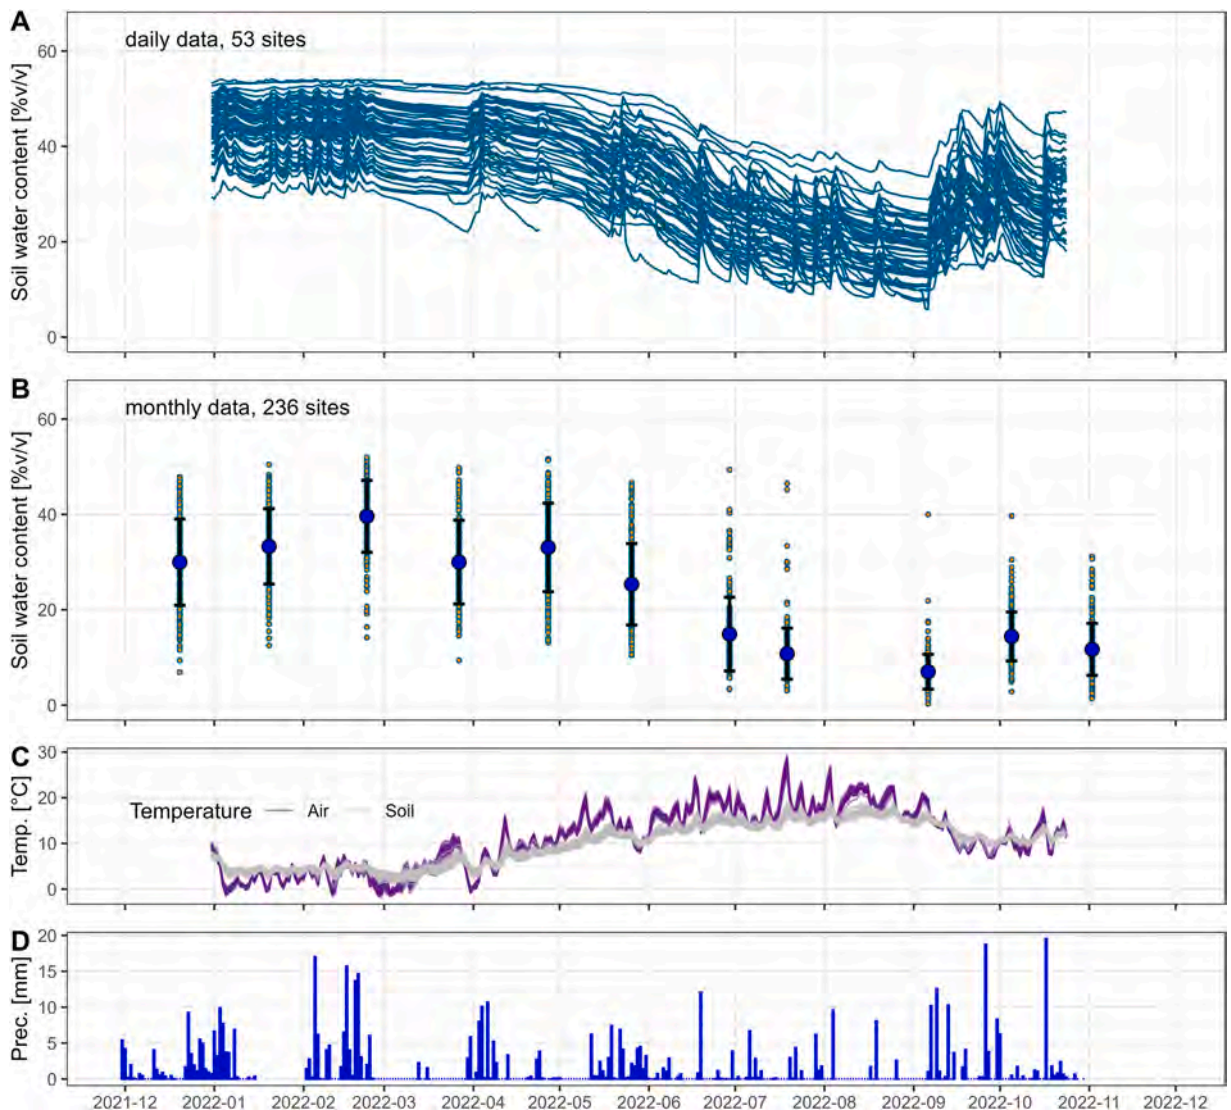 A
daily data, 53 sites
Soil water content [%v/v]
60
40
20
0
B
monthly data, 236 sites
Soil water content [%v/v]
60
40
20
0
C
Temperature Air Soil
Temp. [°C]
30
20
10
0
D
Prec. [mm]
20
15
10
5
0
2021-12 2022-01 2022-02 2022-03 2022-04 2022-05 2022-06 2022-07 2022-08 2022-09 2022-10 2022-11 2022-12